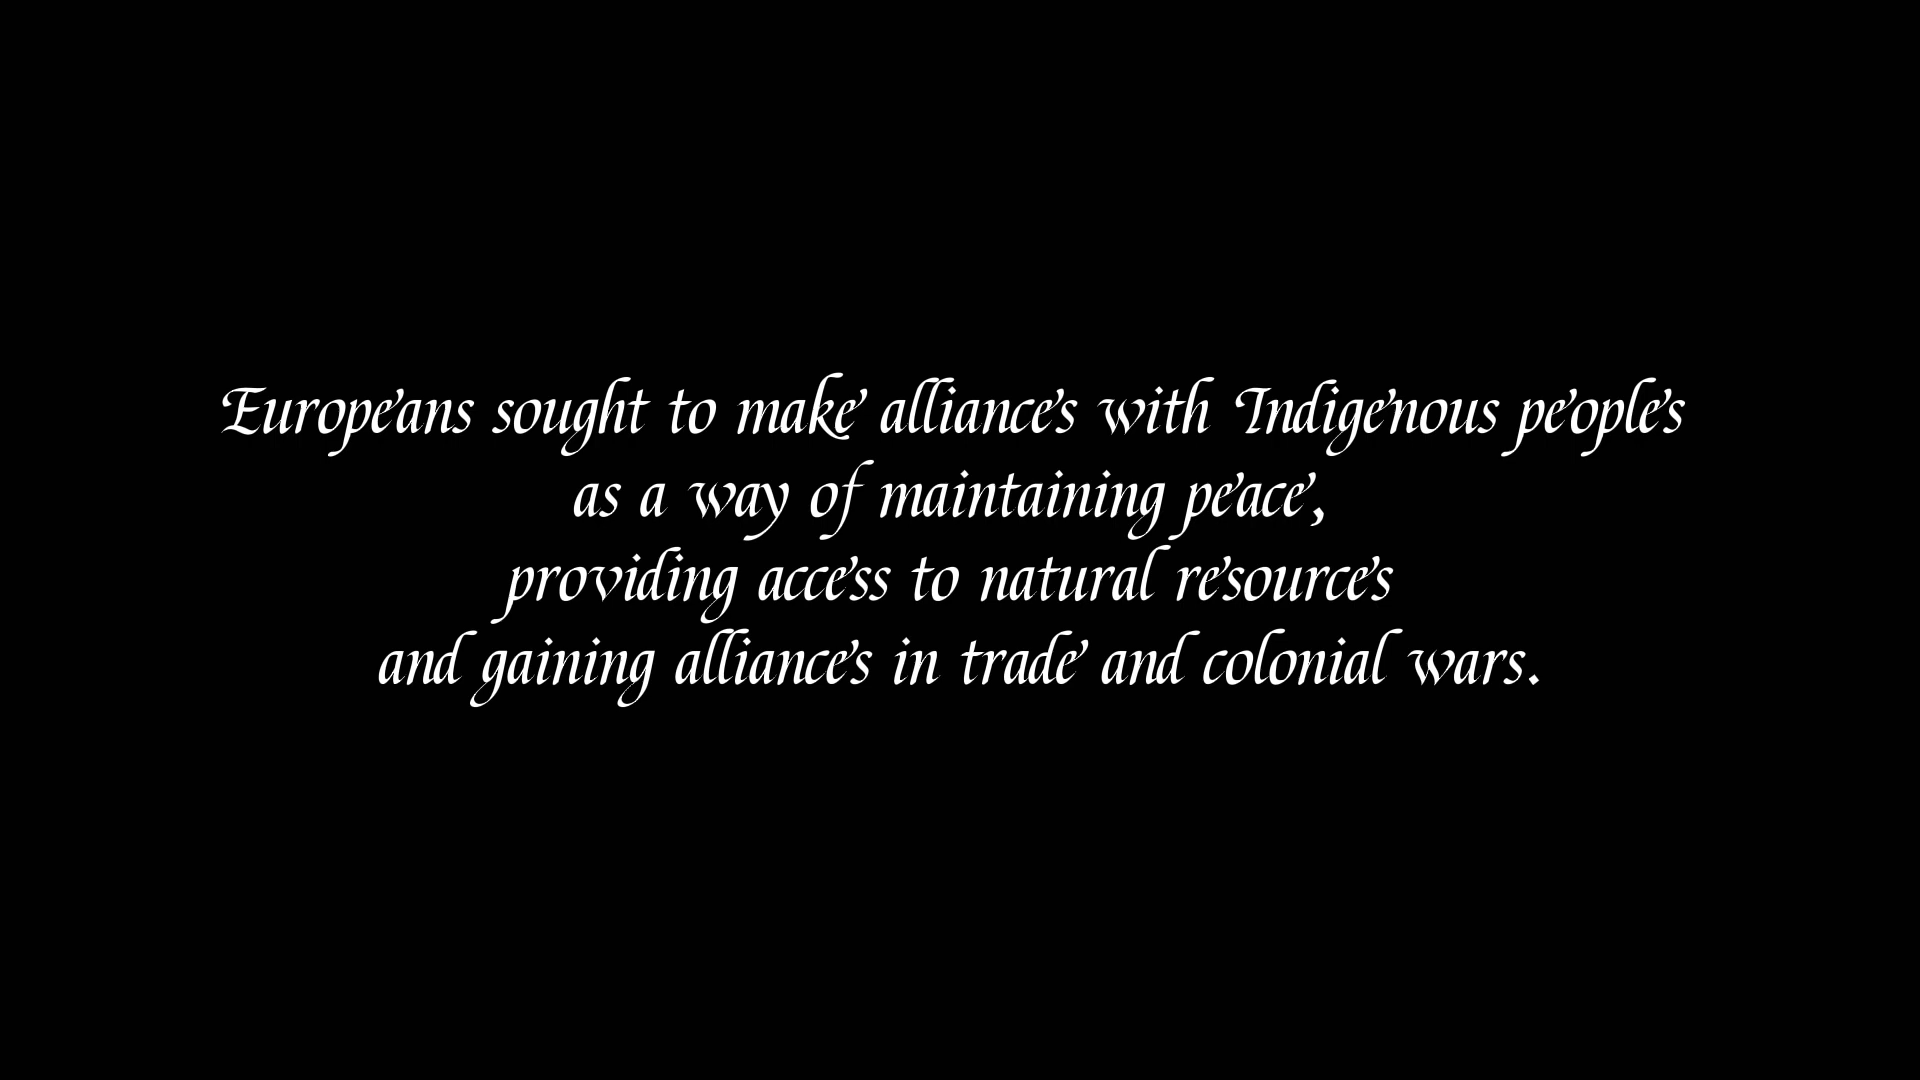 Europeans sought to make alliances with Indigenous peoples
as a way of maintaining peace,
providing access to natural resources
and gaining alliances in trade and colonial wars.